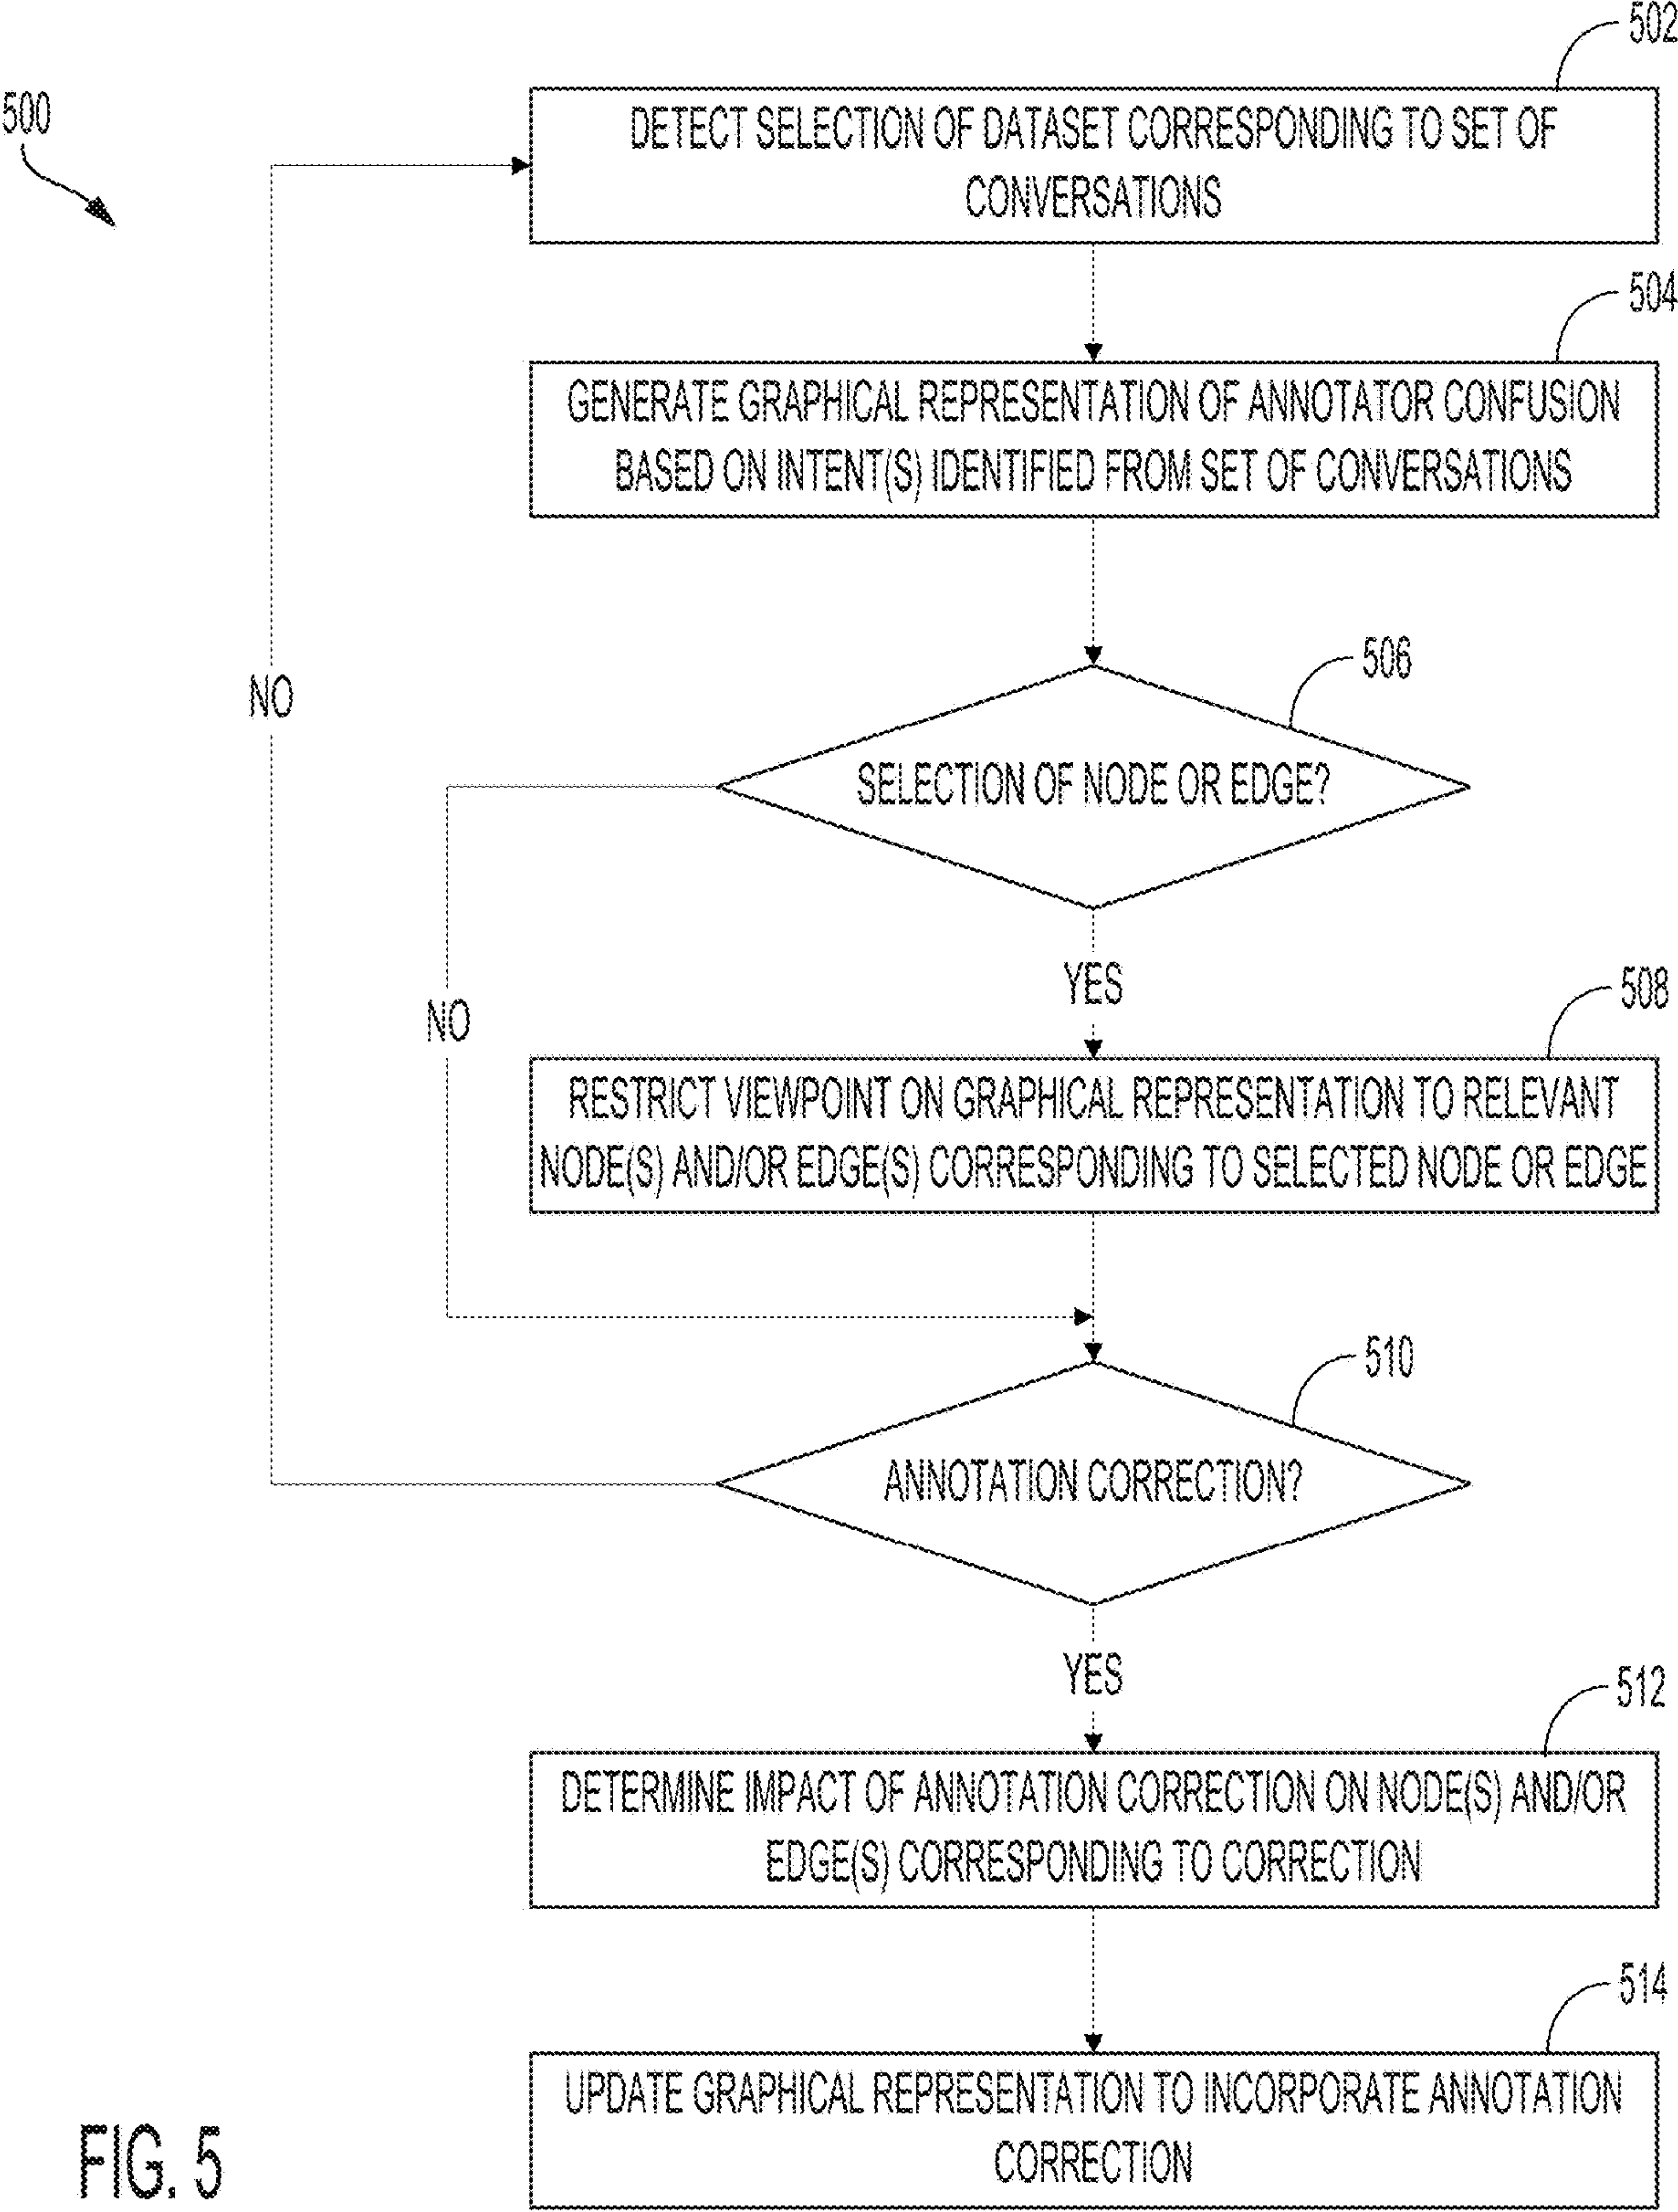 502
500
DETECT SELECTION OF DATASET CORRESPONDING TO SET OF
CONVERSATIONS
504
GENERATE GRAPHICAL REPRESENTATION OF ANNOTATOR CONFUSION
BASED ON INTENT(S) IDENTIFIED FROM SET OF CONVERSATIONS
506
NO
SELECTION OF NODE OR EDGE?
YES
508
NO
RESTRICT VIEWPOINT ON GRAPHICAL REPRESENTATION TO RELEVANT
NODE(S) AND/OR EDGE(S) CORRESPONDING TO SELECTED NODE OR EDGE
510
ANNOTATION CORRECTION?
YES
512
DETERMINE IMPACT OF ANNOTATION CORRECTION ON NODE(S) AND/OR
EDGE(S) CORRESPONDING TO CORRECTION
514
UPDATE GRAPHICAL REPRESENTATION TO INCORPORATE ANNOTATION
CORRECTION
FIG. 5